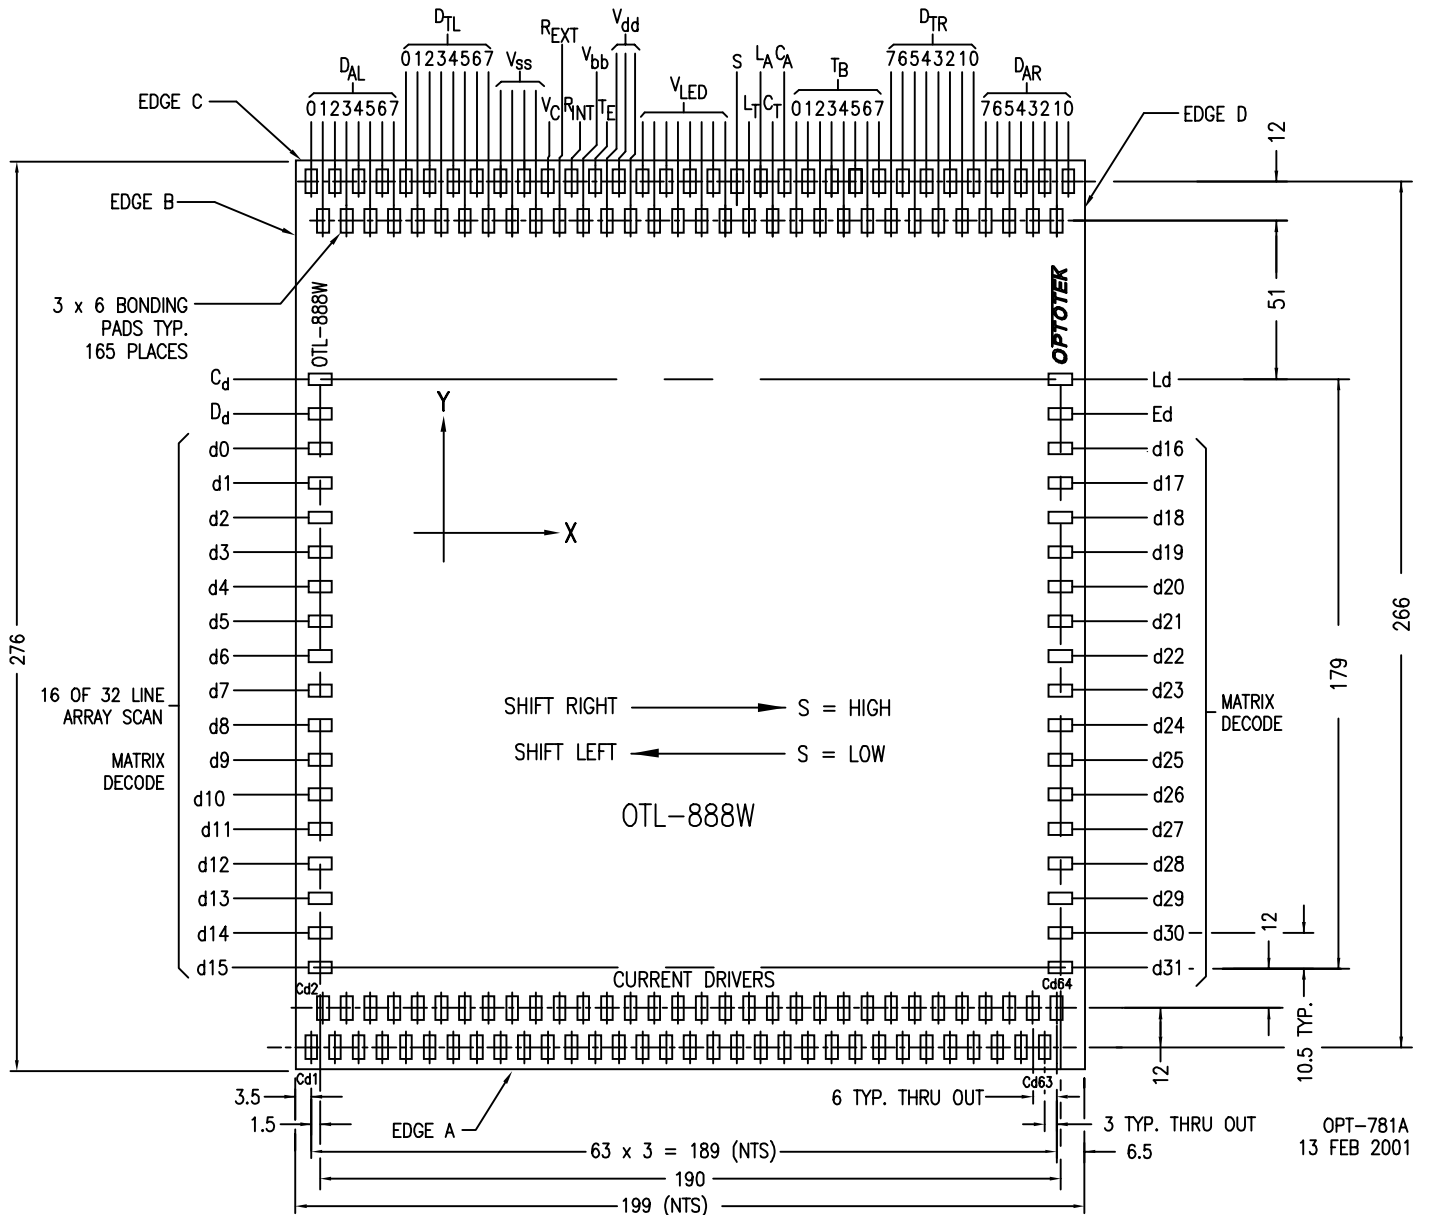 D_TL
R_EXT
V_dd
D_TR
01234567
V_bb
L_A C_A
76543210
D_AL
V_ss
S
T_B
D_AR
V_LED
EDGE C
01234567
V_C R_INT T_E
L_T C_T
01234567
76543210
EDGE D
12
EDGE B
3 x 6 BONDING
PADS TYP.
165 PLACES
OTL-888W
OPTOTEK
51
C_d
Ld
Y
D_d
Ed
d0
d16
d1
d17
d2
d18
X
d3
d19
d4
d20
d5
d21
276
266
d6
d22
179
d7
d23
16 OF 32 LINE
ARRAY SCAN
MATRIX
DECODE
SHIFT RIGHT
S = HIGH
MATRIX
DECODE
d8
d24
SHIFT LEFT
S = LOW
d9
d25
d10
d26
OTL-888W
d11
d27
d12
d28
d13
d29
d14
d30
12
d15
d31
CURRENT DRIVERS
Cd2
Cd64
10.5 TYP.
12
Cd1
Cd63
3.5
6 TYP. THRU OUT
1.5
EDGE A
3 TYP. THRU OUT
OPT-781A
13 FEB 2001
63 x 3 = 189 (NTS)
6.5
190
199 (NTS)